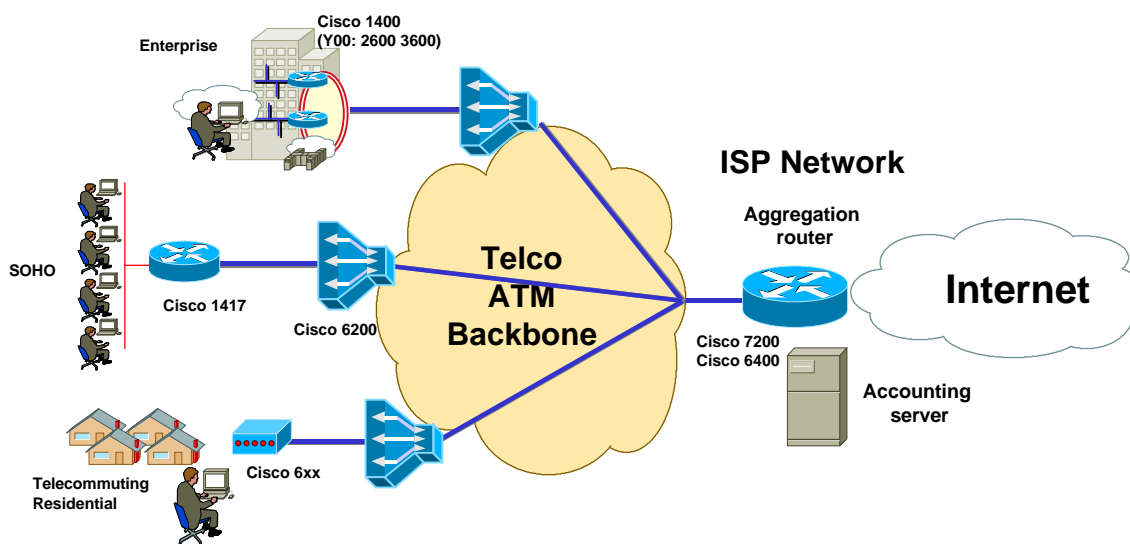 Cisco 1400
(Y00: 2600 3600)
Enterprise
ISP Network
Aggregation
router
SOHO
Cisco 1417
Cisco 6200
Telco
ATM
Backbone
Internet
Cisco 7200
Cisco 6400
Accounting
server
Cisco 6xx
Telecommuting
Residential